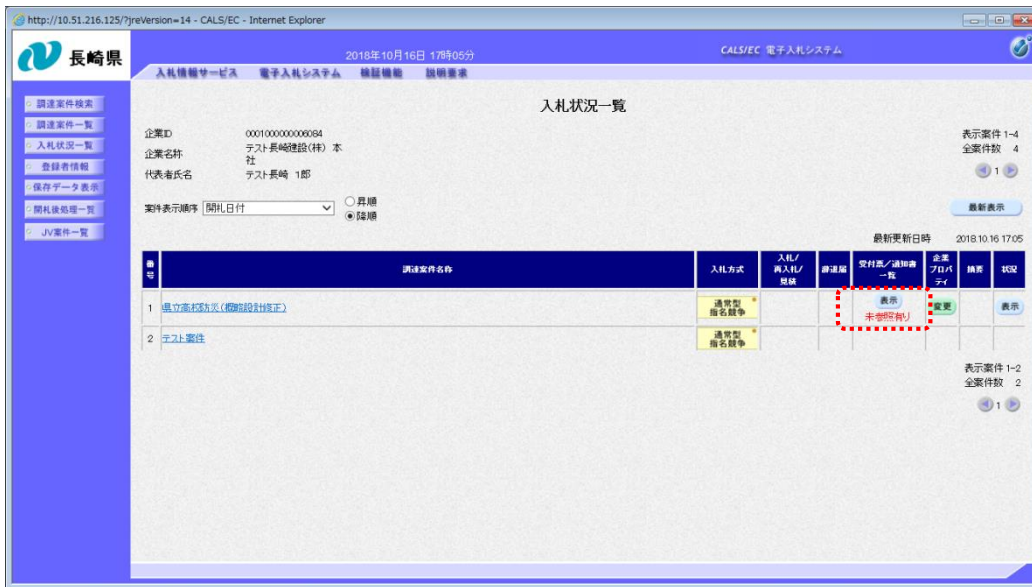 http://10.51.216.125/?jreVersion=14 - CALS/EC - Internet Explorer
長崎県
2018年10月16日 17時05分
CALS/EC 電子入札システム
入札情報サービス 電子入札システム 検証機能 説明要求
調達案件検索
調達案件一覧
入札状況一覧
登録者情報
保存データ表示
開札後処理一覧
JV案件一覧
入札状況一覧
企業ID 0001000000006084
企業名称 テスト長崎建設(株) 本社
代表者氏名 テスト長崎 1郎
表示案件 1-4
全案件数 4
1
案件表示順序 開札日付
昇順
降順
最新表示
最新更新日時 2018.10.16 17:05
番号 調達案件名称 入札方式 入札/再入札/見積 辞退届 受付票/通知書一覧 企業プロパティ 摘要 状況
1 県立高校防災(概略設計修正) 通常型指名競争 表示 未参照有り 変更 表示
2 テスト案件 通常型指名競争
表示案件 1-2
全案件数 2
1